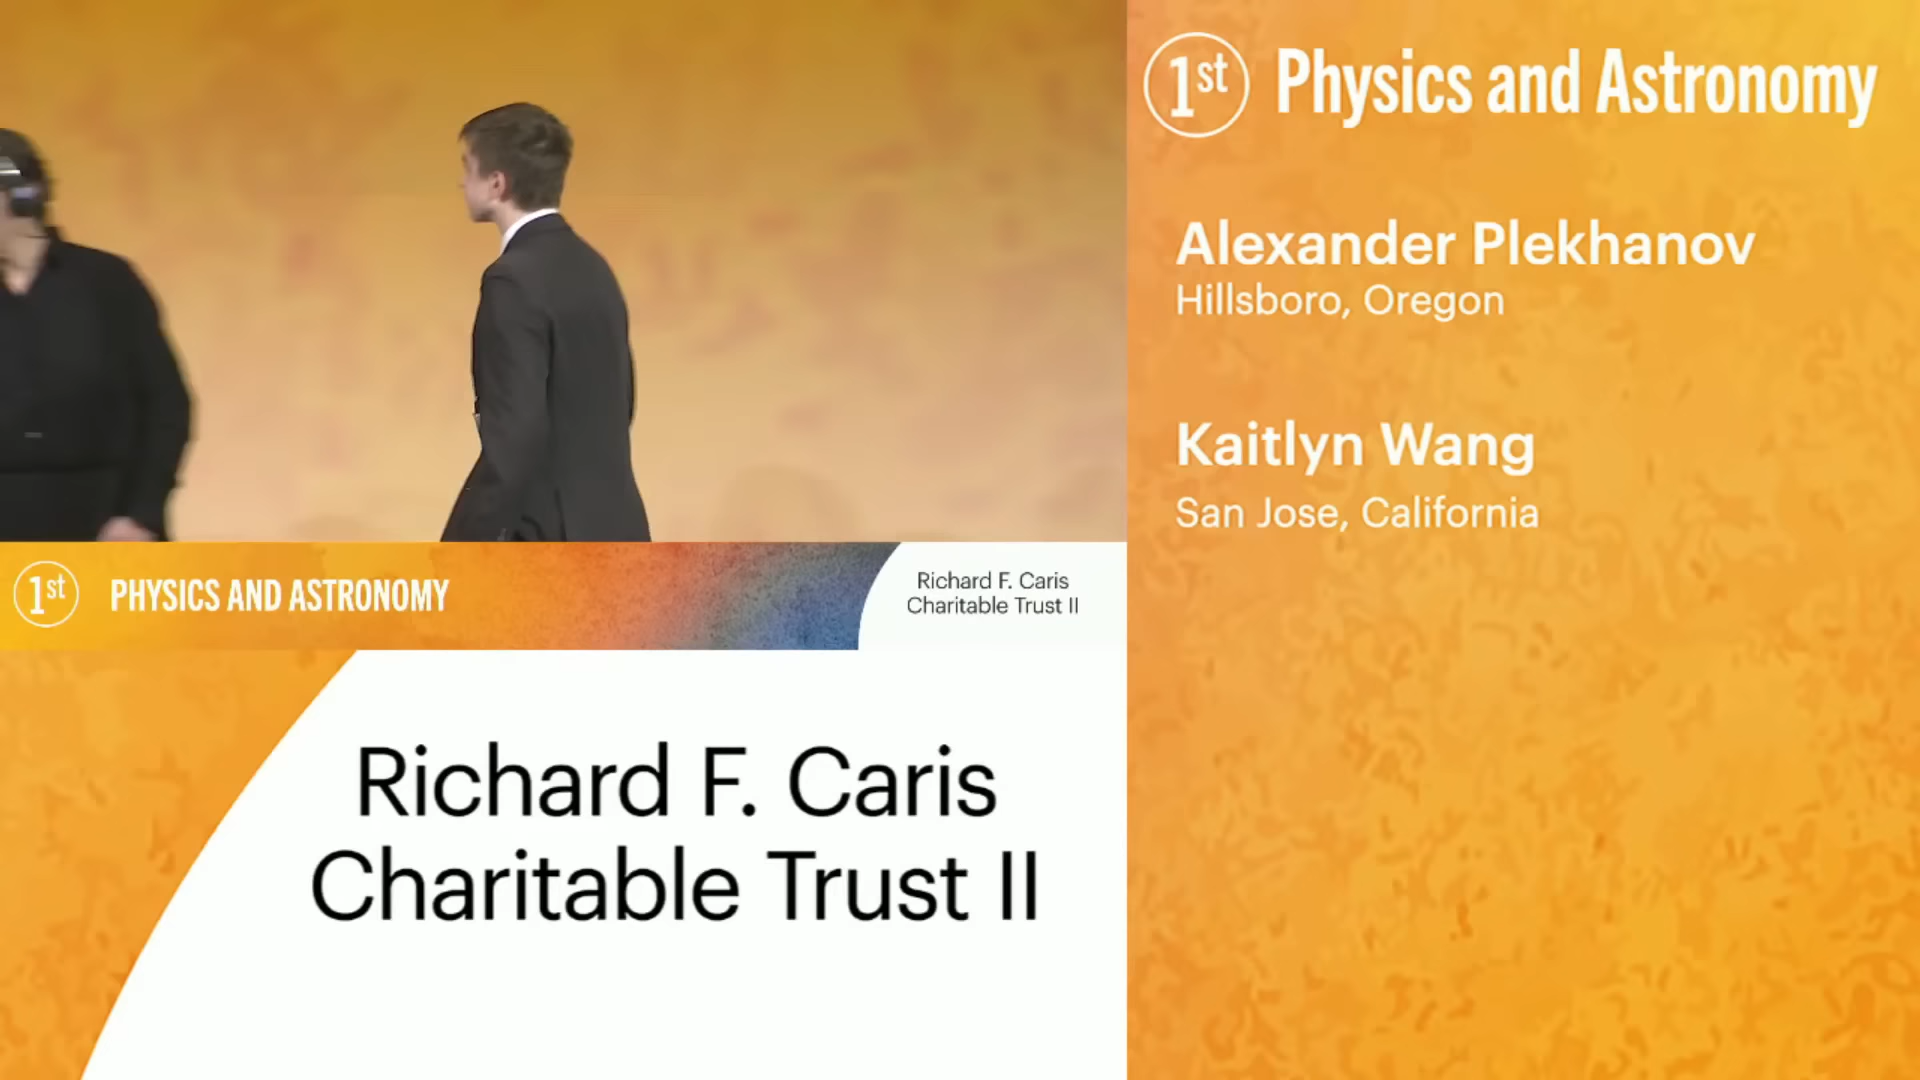 1st Physics and Astronomy
Alexander Plekhanov
Hillsboro, Oregon
Kaitlyn Wang
San Jose, California
1st PHYSICS AND ASTRONOMY
Richard F. Caris
Charitable Trust II
Richard F. Caris
Charitable Trust II